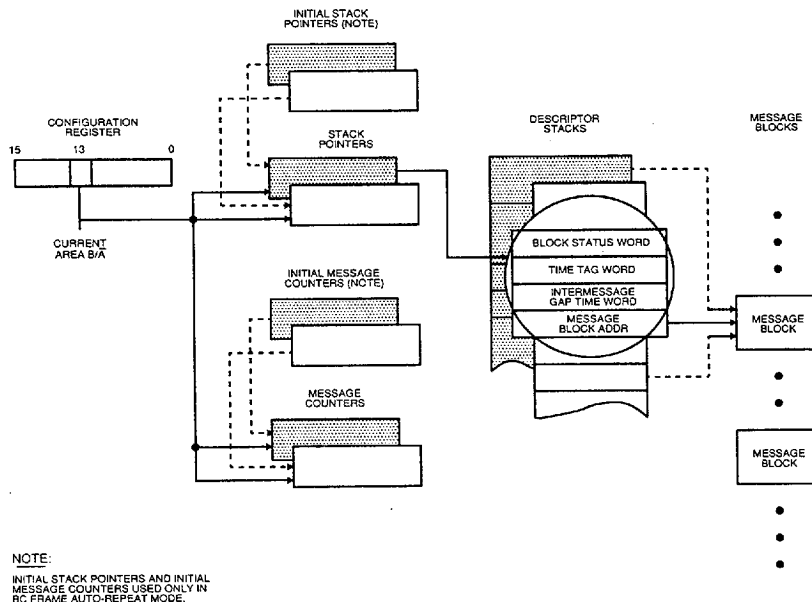 INITIAL STACK
POINTERS (NOTE)
CONFIGURATION
REGISTER
15 13 0
CURRENT
AREA B/A̅
STACK
POINTERS
INITIAL MESSAGE
COUNTERS (NOTE)
MESSAGE
COUNTERS
DESCRIPTOR
STACKS
BLOCK STATUS WORD
TIME TAG WORD
INTERMESSAGE
GAP TIME WORD
MESSAGE
BLOCK ADDR
MESSAGE
BLOCKS
MESSAGE
BLOCK
MESSAGE
BLOCK
NOTE:
INITIAL STACK POINTERS AND INITIAL
MESSAGE COUNTERS USED ONLY IN
BC FRAME AUTO-REPEAT MODE.